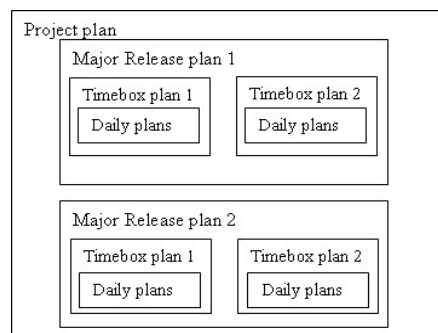 Project plan
Major Release plan 1
Timebox plan 1
Daily plans
Timebox plan 2
Daily plans
Major Release plan 2
Timebox plan 1
Daily plans
Timebox plan 2
Daily plans